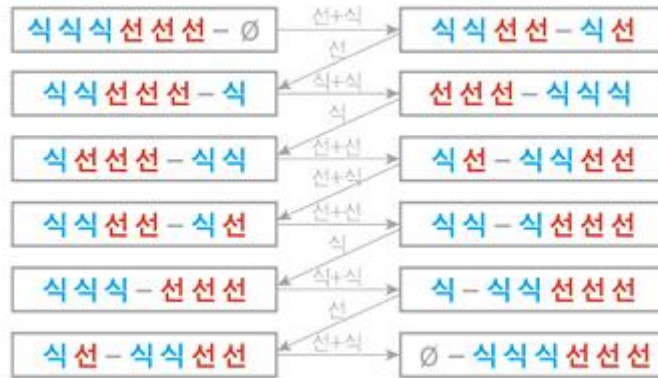 식식식선선선 – Ø 선+식 식식선선 – 식선
선
식식선선선 – 식 식+식 선선선 – 식식식
식
식선선선 – 식식 선+선 식선 – 식식선선
선+식
식식선선 – 식선 선+선 식식 – 식선선선
식
식식식 – 선선선 식+식 식 – 식식선선선
선
식선 – 식식선선 선+식 Ø – 식식식선선선